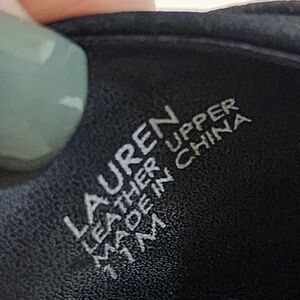 LAUREN
LEATHER UPPER
MADE IN CHINA
11M